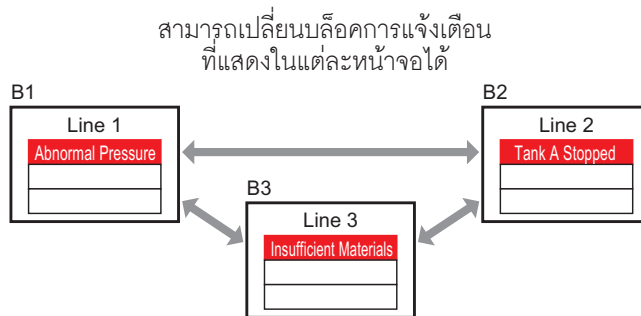 สามารถเปลี่ยนบล็อคการแจ้งเตือน
ที่แสดงในแต่ละหน้าจอได้
B1
B2
Line 1
Line 2
Abnormal Pressure
Tank A Stopped
B3
Line 3
Insufficient Materials